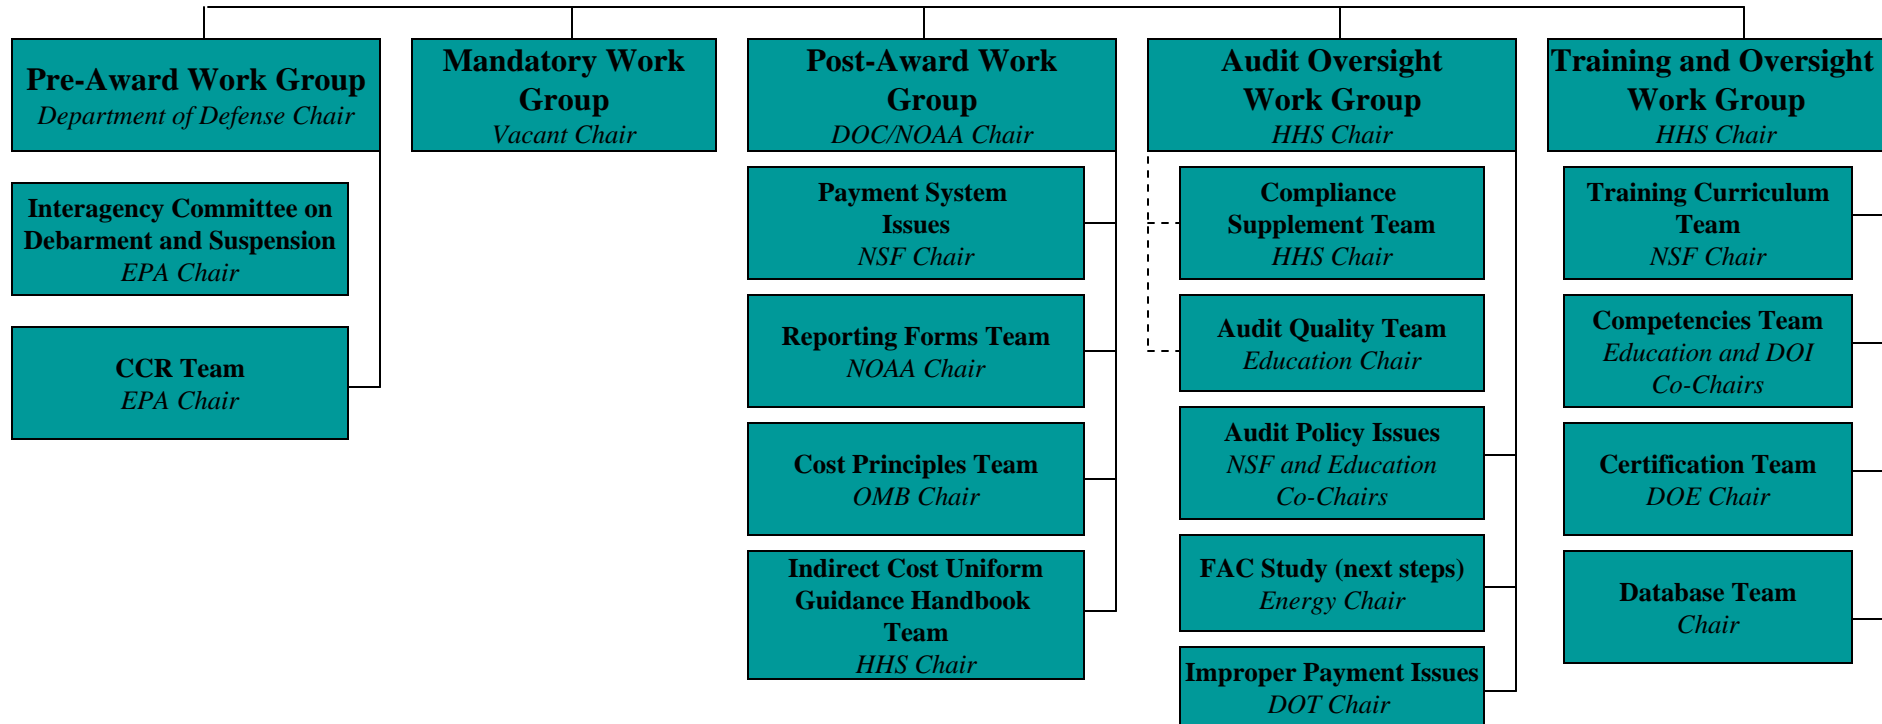 Pre-Award Work Group
Department of Defense Chair
Interagency Committee on
Debarment and Suspension
EPA Chair
CCR Team
EPA Chair
Mandatory Work
Group
Vacant Chair
Post-Award Work
Group
DOC/NOAA Chair
Payment System
Issues
NSF Chair
Reporting Forms Team
NOAA Chair
Cost Principles Team
OMB Chair
Indirect Cost Uniform
Guidance Handbook
Team
HHS Chair
Audit Oversight
Work Group
HHS Chair
Compliance
Supplement Team
HHS Chair
Audit Quality Team
Education Chair
Audit Policy Issues
NSF and Education
Co-Chairs
FAC Study (next steps)
Energy Chair
Improper Payment Issues
DOT Chair
Training and Oversight
Work Group
HHS Chair
Training Curriculum
Team
NSF Chair
Competencies Team
Education and DOI
Co-Chairs
Certification Team
DOE Chair
Database Team
Chair